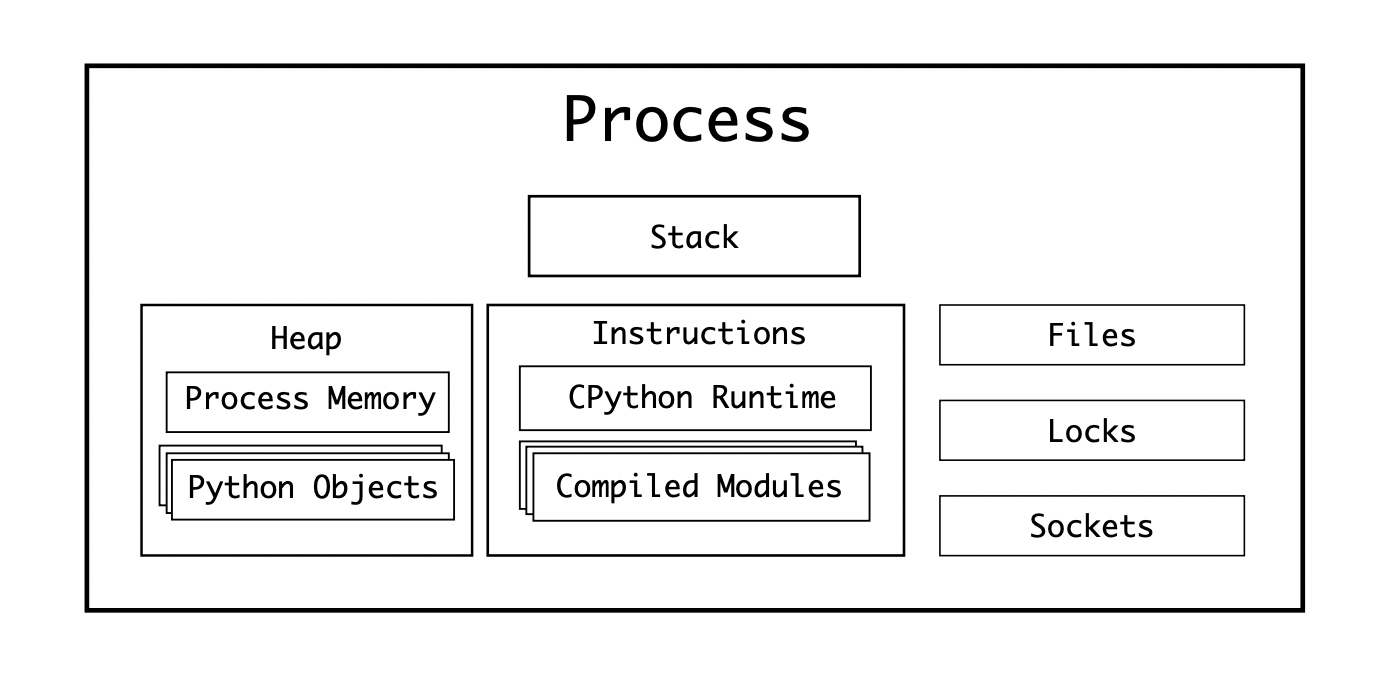 Process
Stack
Heap
Process Memory
Python Objects
Instructions
CPython Runtime
Compiled Modules
Files
Locks
Sockets